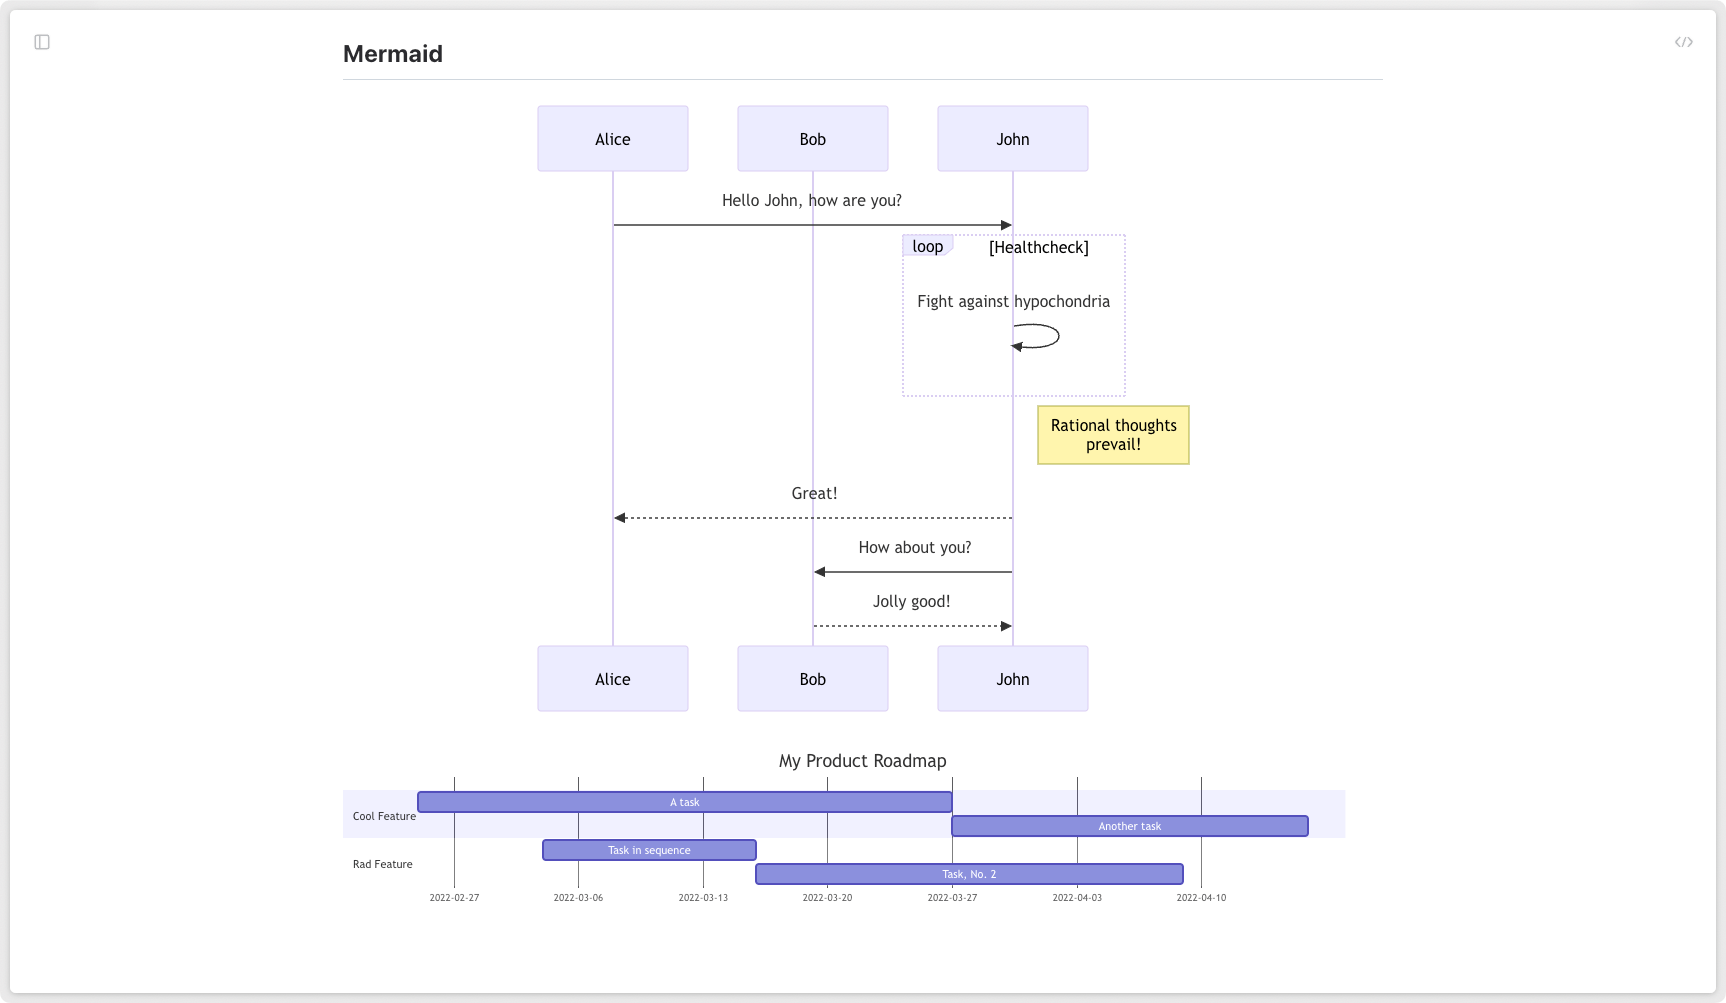 Mermaid
Alice
Bob
John
Hello John, how are you?
loop
[Healthcheck]
Fight against hypochondria
Rational thoughts
prevail!
Great!
How about you?
Jolly good!
Alice
Bob
John
My Product Roadmap
A task
Cool Feature
Another task
Task in sequence
Rad Feature
Task, No. 2
2022-02-27
2022-03-06
2022-03-13
2022-03-20
2022-03-27
2022-04-03
2022-04-10